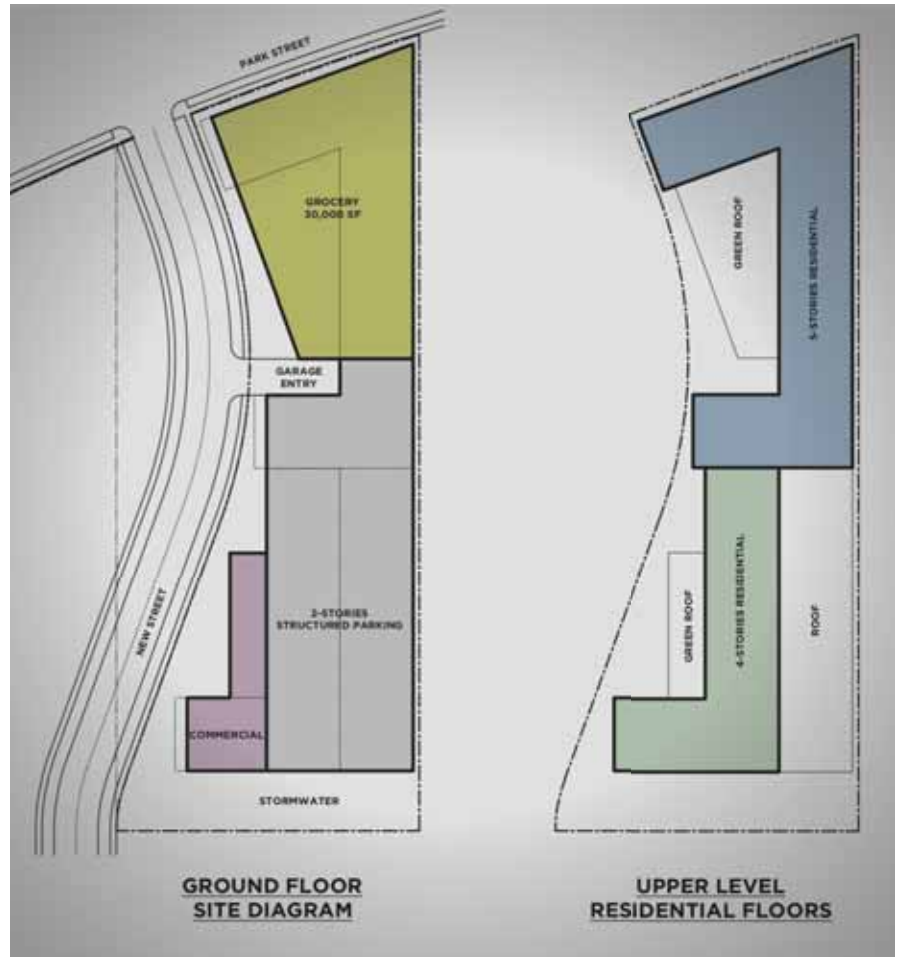 PARK STREET
GROCERY
30,000 SF
GARAGE
ENTRY
2-STORIES
STRUCTURED PARKING
NEW STREET
COMMERCIAL
STORMWATER
GROUND FLOOR
SITE DIAGRAM
GREEN ROOF
5-STORIES RESIDENTIAL
GREEN ROOF
4-STORIES RESIDENTIAL
ROOF
UPPER LEVEL
RESIDENTIAL FLOORS